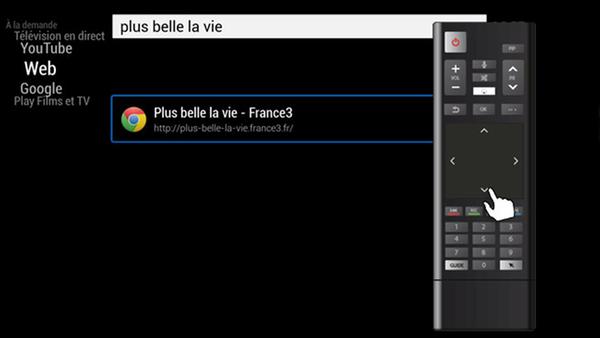 À la demande
Télévision en direct
YouTube
Web
Google
Play Films et TV
plus belle la vie
Plus belle la vie - France3
http://plus-belle-la-vie.france3.fr/
PIP
+
VOL
−
OK
1 2 3
4 5 6
7 8 9
GUIDE 0